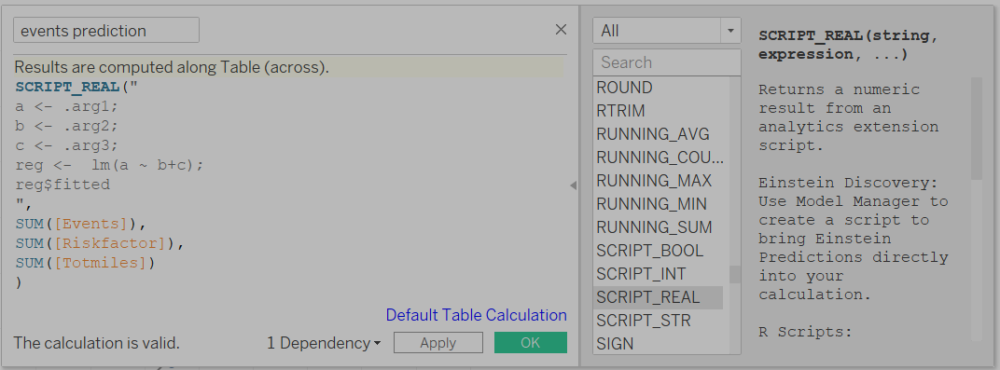 events prediction
Results are computed along Table (across).
SCRIPT_REAL("
a <- .arg1;
b <- .arg2;
c <- .arg3;
reg <-  lm(a ~ b+c);
reg$fitted
",
SUM([Events]),
SUM([Riskfactor]),
SUM([Totmiles])
)
Default Table Calculation
The calculation is valid.
1 Dependency
Apply
OK
All
Search
ROUND
RTRIM
RUNNING_AVG
RUNNING_COU...
RUNNING_MAX
RUNNING_MIN
RUNNING_SUM
SCRIPT_BOOL
SCRIPT_INT
SCRIPT_REAL
SCRIPT_STR
SIGN
SCRIPT_REAL(string,
expression, ...)
Returns a numeric
result from an
analytics extension
script.
Einstein Discovery:
Use Model Manager to
create a script to
bring Einstein
Predictions directly
into your
calculation.
R Scripts: